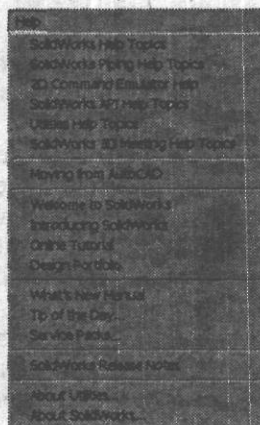 Help
SolidWorks Help Topics
SolidWorks Piping Help Topics
2D Command Emulator Help
SolidWorks API Help Topics
Utilities Help Topics
SolidWorks 3D Meeting Help Topics
Moving from AutoCAD
Welcome to SolidWorks
Introducing SolidWorks
Online Tutorial
Design Portfolio
What's New Manual
Tip of the Day...
Service Packs...
SolidWorks Release Notes
About Utilities...
About SolidWorks...